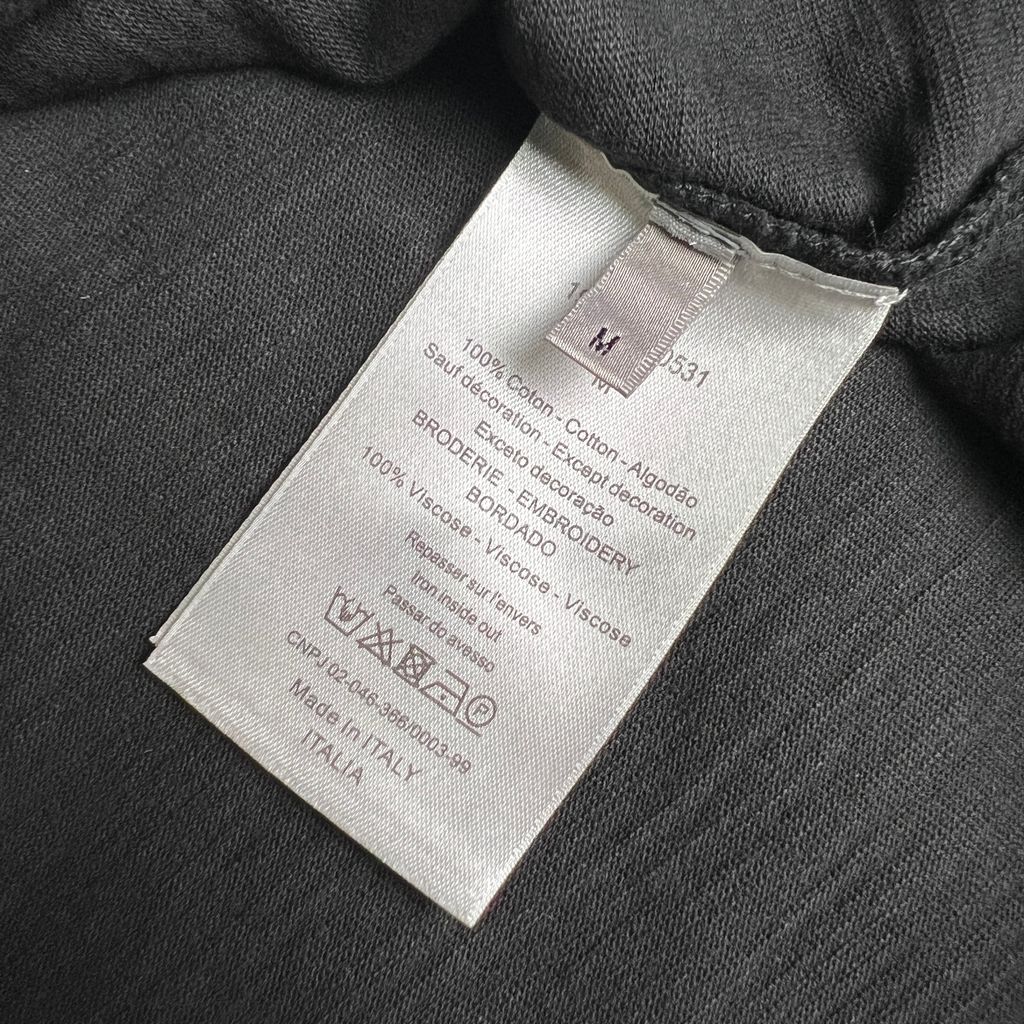 M
0531
M
100% Coton - Cotton - Algodão
Sauf décoration - Except decoration
Exceto decoração
BRODERIE - EMBROIDERY
BORDADO
100% Viscose - Viscose - Viscose
Repasser sur l'envers
Iron inside out
Passar do avesso
P
CNPJ 02-046-366/0003-99
Made in ITALY
ITALIA